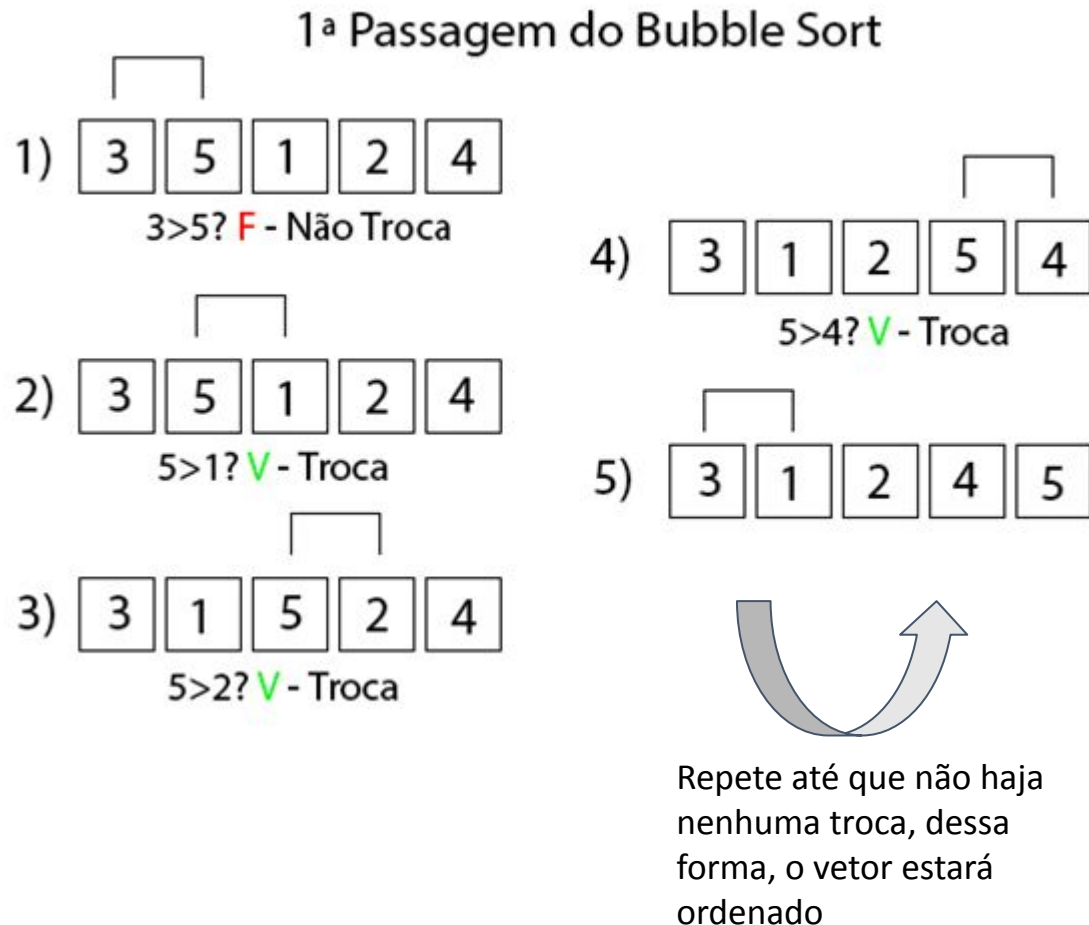 1ª Passagem do Bubble Sort
1) 3 5 1 2 4
3>5? F - Não Troca
2) 3 5 1 2 4
5>1? V - Troca
3) 3 1 5 2 4
5>2? V - Troca
4) 3 1 2 5 4
5>4? V - Troca
5) 3 1 2 4 5
Repete até que não haja
nenhuma troca, dessa
forma, o vetor estará
ordenado